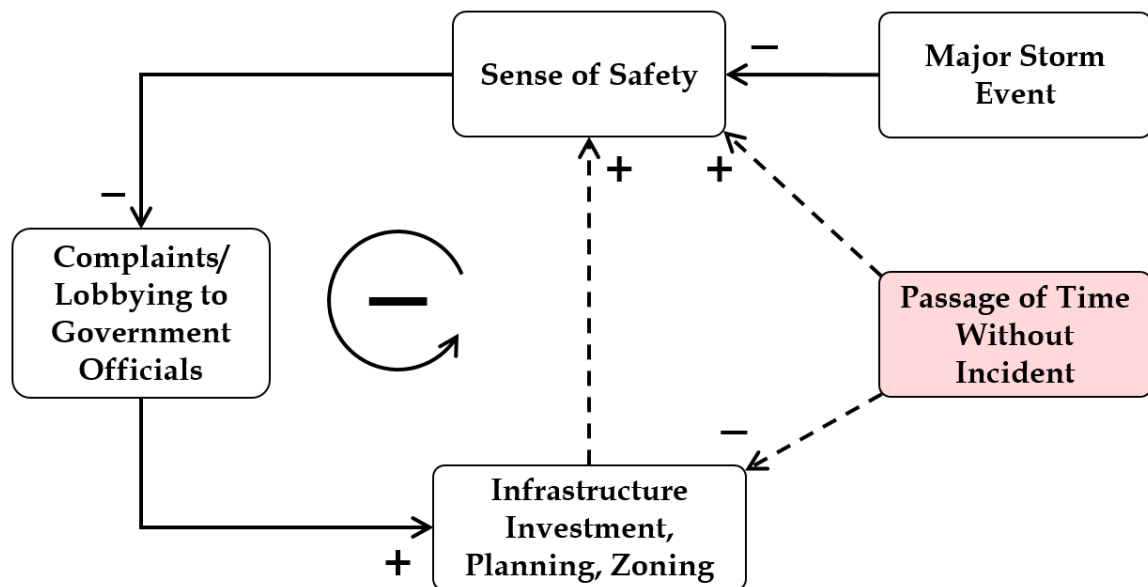 Sense of Safety
Major Storm
Event
−
+
+
−
Complaints/
Lobbying to
Government
Officials
−
Passage of Time
Without
Incident
−
Infrastructure
Investment,
Planning, Zoning
+